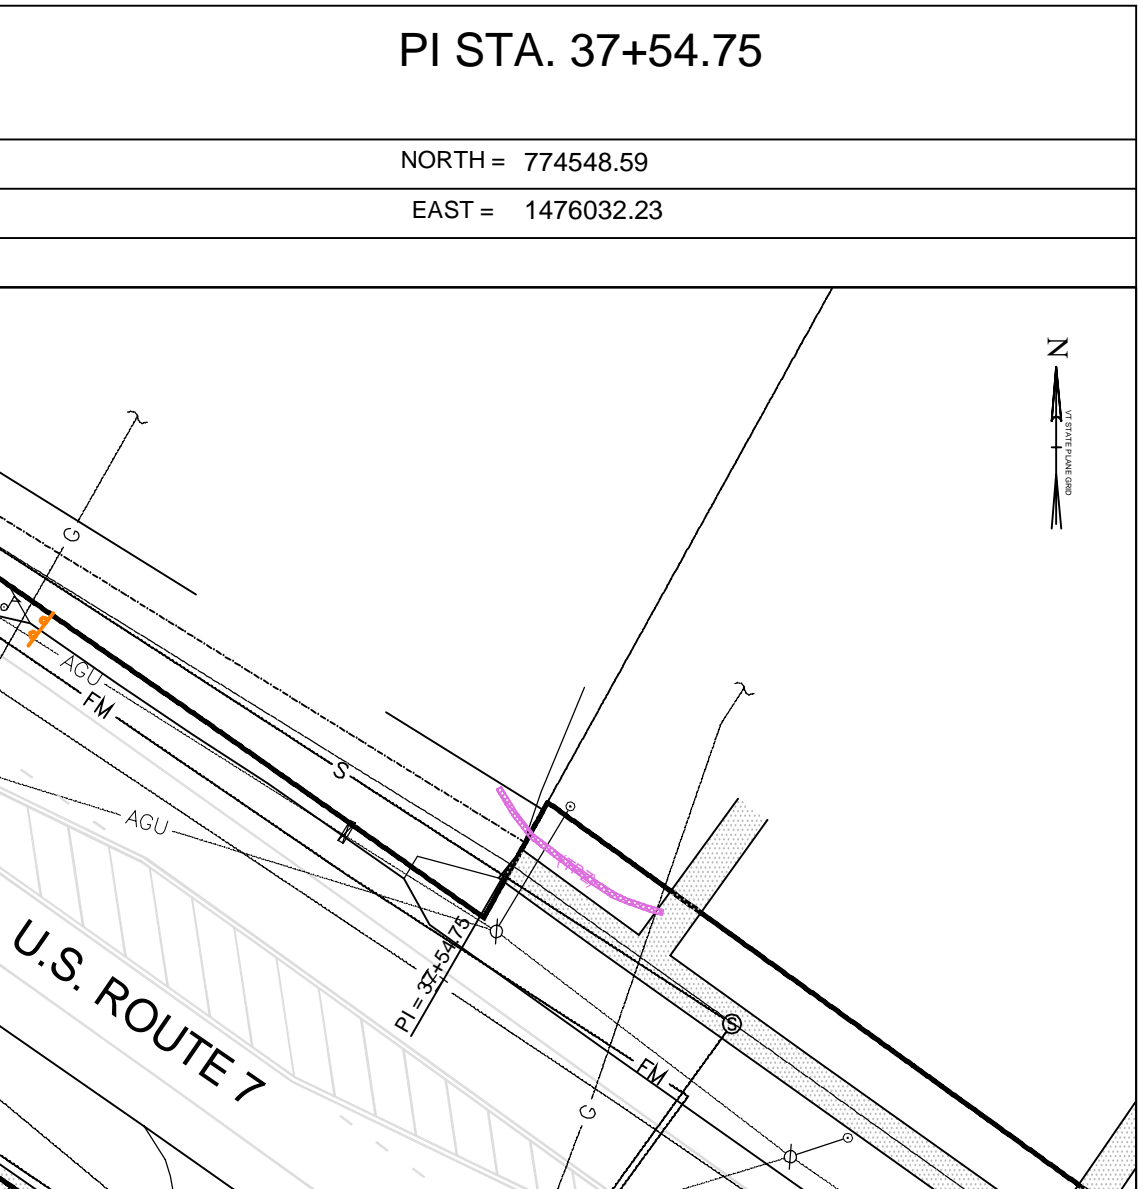 PI STA. 37+54.75
NORTH = 774548.59
EAST = 1476032.23
N
VT STATE PLANE GRID
G
AGU
FM
S
AGU
PI = 37+54.75
U.S. ROUTE 7
S
FM
G